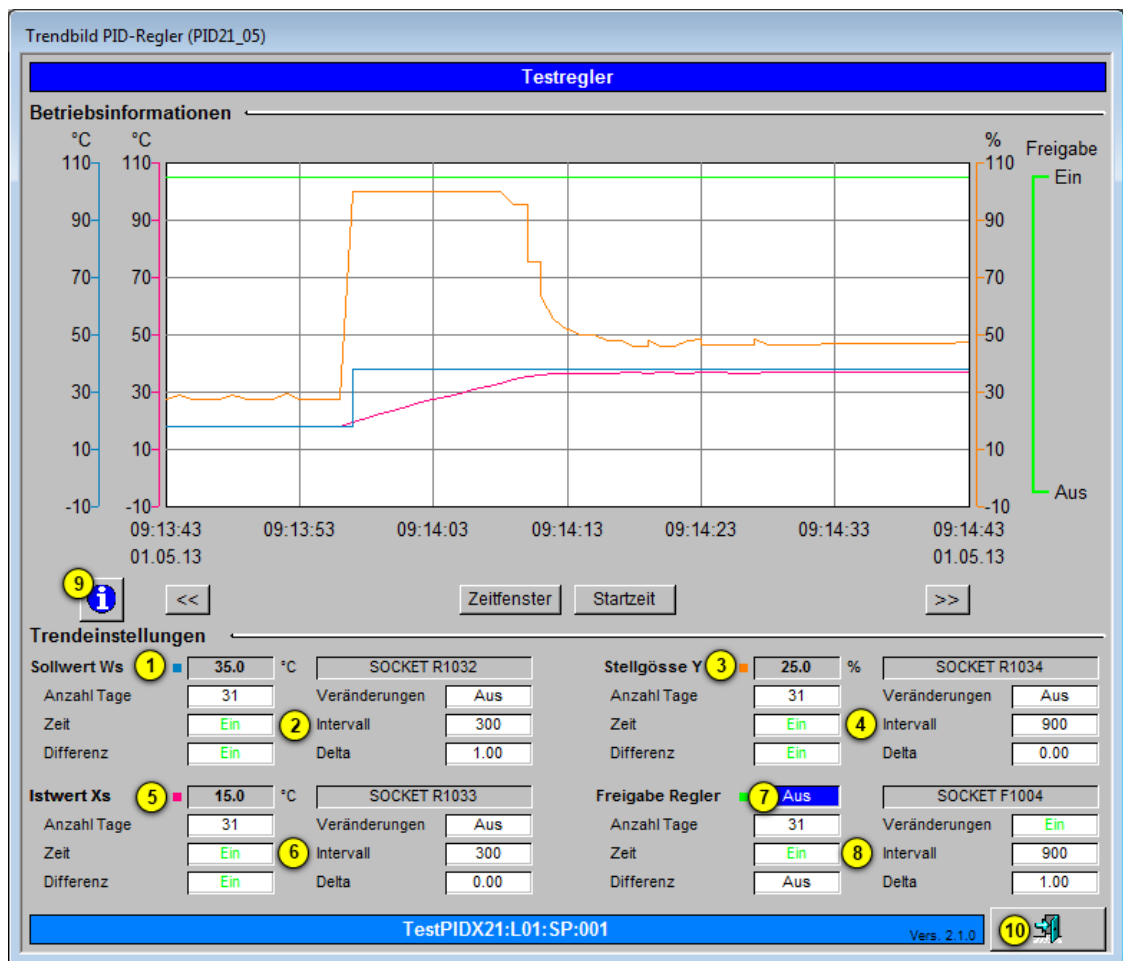 Trendbild PID-Regler (PID21_05)
Testregler
Betriebsinformationen
°C °C % Freigabe
110 110 110 Ein
90 90 90
70 70 70
50 50 50
30 30 30
10 10 10
-10 -10 -10 Aus
09:13:43 09:13:53 09:14:03 09:14:13 09:14:23 09:14:33 09:14:43
01.05.13 01.05.13
9 i << Zeitfenster Startzeit >>
Trendeinstellungen
Sollwert Ws 1 35.0 °C SOCKET R1032 Stellgösse Y 3 25.0 % SOCKET R1034
Anzahl Tage 31 Veränderungen Aus Anzahl Tage 31 Veränderungen Aus
Zeit Ein 2 Intervall 300 Zeit Ein 4 Intervall 900
Differenz Ein Delta 1.00 Differenz Ein Delta 0.00
Istwert Xs 5 15.0 °C SOCKET R1033 Freigabe Regler 7 Aus SOCKET F1004
Anzahl Tage 31 Veränderungen Aus Anzahl Tage 31 Veränderungen Ein
Zeit Ein 6 Intervall 300 Zeit Ein 8 Intervall 900
Differenz Ein Delta 0.00 Differenz Aus Delta 1.00
TestPIDX21:L01:SP:001 Vers. 2.1.0 10